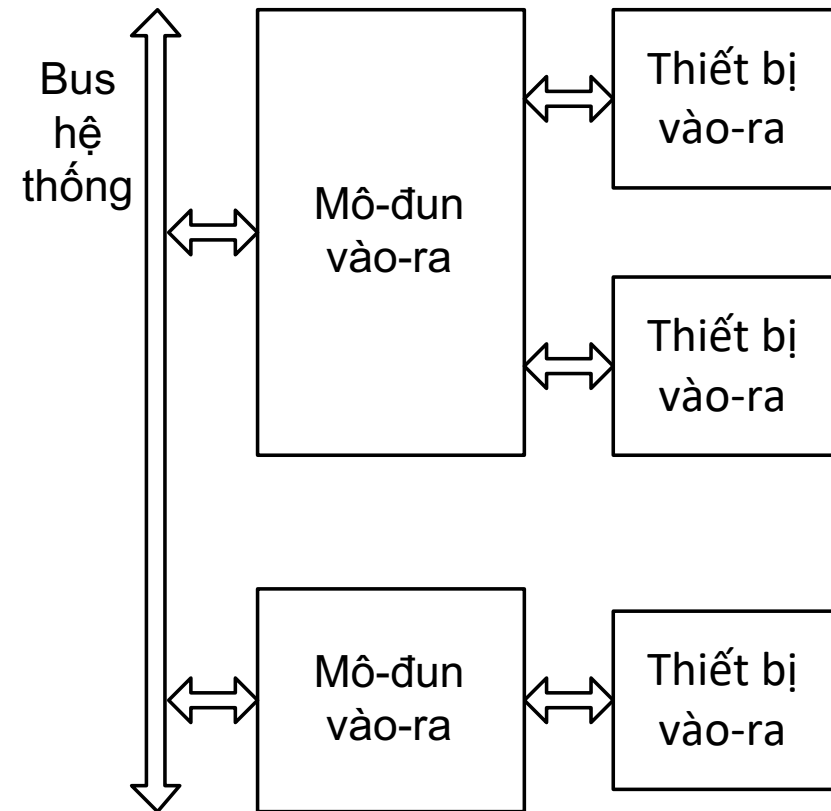 Bus
hệ
thống
Mô-đun
vào-ra
Thiết bị
vào-ra
Thiết bị
vào-ra
Mô-đun
vào-ra
Thiết bị
vào-ra